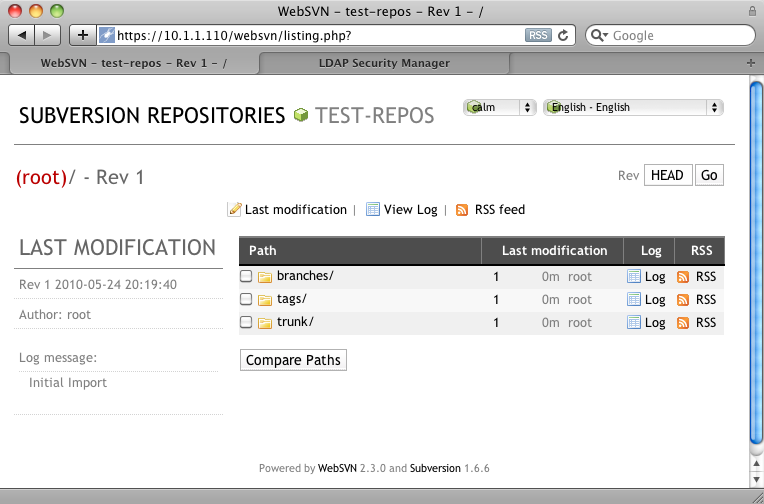 WebSVN – test-repos – Rev 1 – /
https://10.1.1.110/websvn/listing.php?
RSS
Google
WebSVN – test-repos – Rev 1 – /
LDAP Security Manager
SUBVERSION REPOSITORIES TEST-REPOS
calm
English - English
(root)/ - Rev 1
Rev HEAD Go
Last modification | View Log | RSS feed
LAST MODIFICATION
Rev 1 2010-05-24 20:19:40
Author: root
Log message:
Initial Import
Path Last modification Log RSS
branches/ 1 0m root Log RSS
tags/ 1 0m root Log RSS
trunk/ 1 0m root Log RSS
Compare Paths
Powered by WebSVN 2.3.0 and Subversion 1.6.6